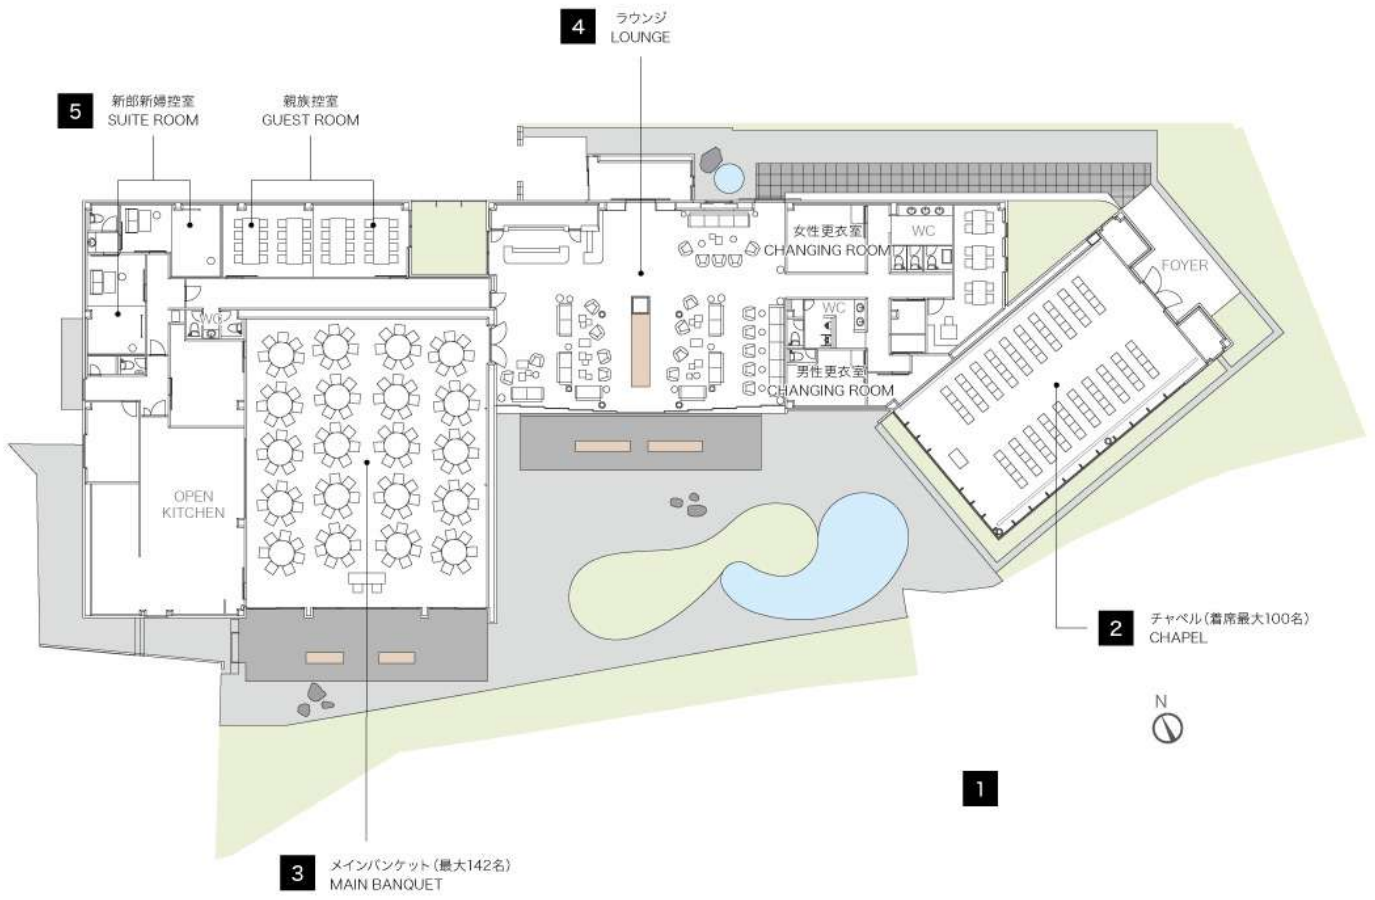 4
ラウンジ
LOUNGE
5
新郎新婦控室
SUITE ROOM
親族控室
GUEST ROOM
女性更衣室
CHANGING ROOM
WC
FOYER
WC
WC
男性更衣室
CHANGING ROOM
OPEN
KITCHEN
2
チャペル(着席最大100名)
CHAPEL
N
1
3
メインバンケット(最大142名)
MAIN BANQUET